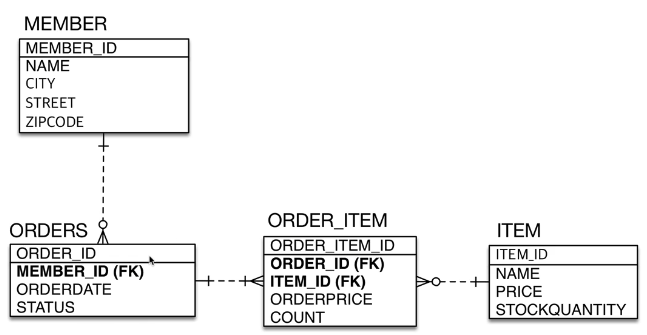 MEMBER
MEMBER_ID
NAME
CITY
STREET
ZIPCODE
ORDERS
ORDER_ID
MEMBER_ID (FK)
ORDERDATE
STATUS
ORDER_ITEM
ORDER_ITEM_ID
ORDER_ID (FK)
ITEM_ID (FK)
ORDERPRICE
COUNT
ITEM
ITEM_ID
NAME
PRICE
STOCKQUANTITY